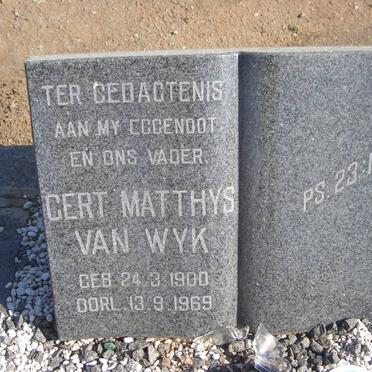 TER GEDAGTENIS
AAN MY EGGENOOT
EN ONS VADER.
GERT MATTHYS
VAN WYK
GEB. 24.3.1900
OORL. 13.9.1969
PS. 23:1